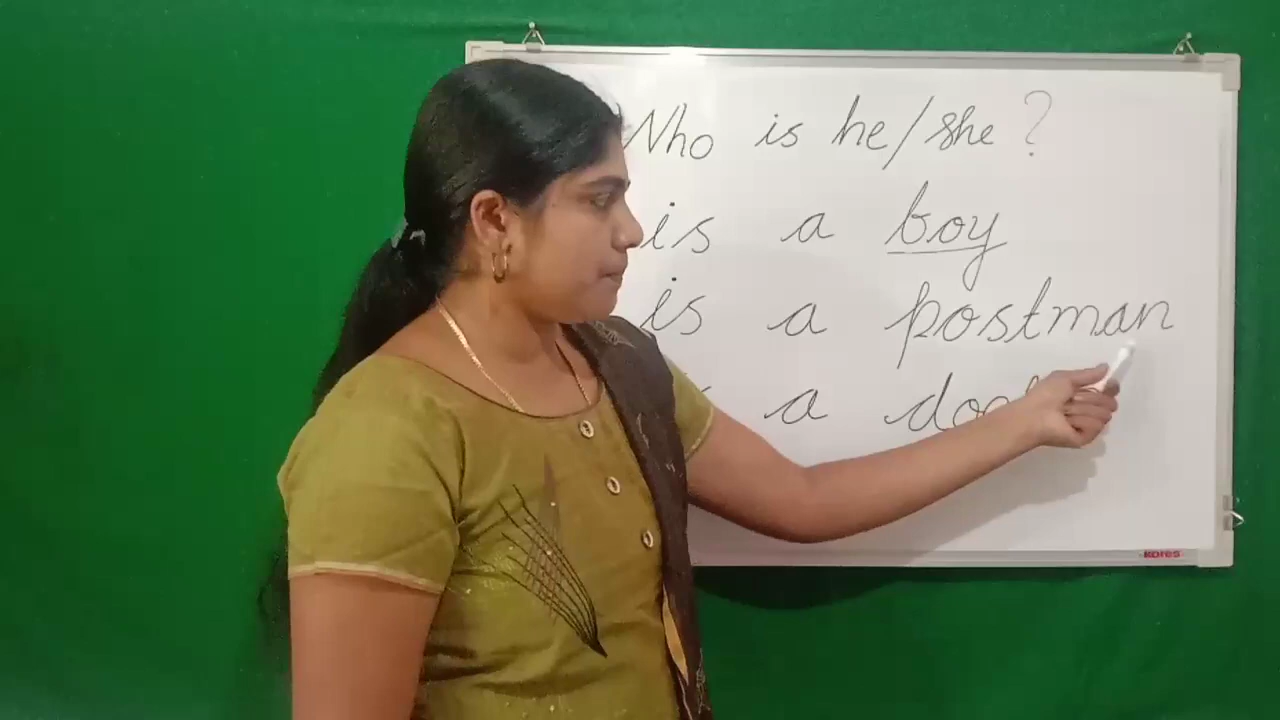 Who is he/she ?
is a boy
is a postman
a
KORES